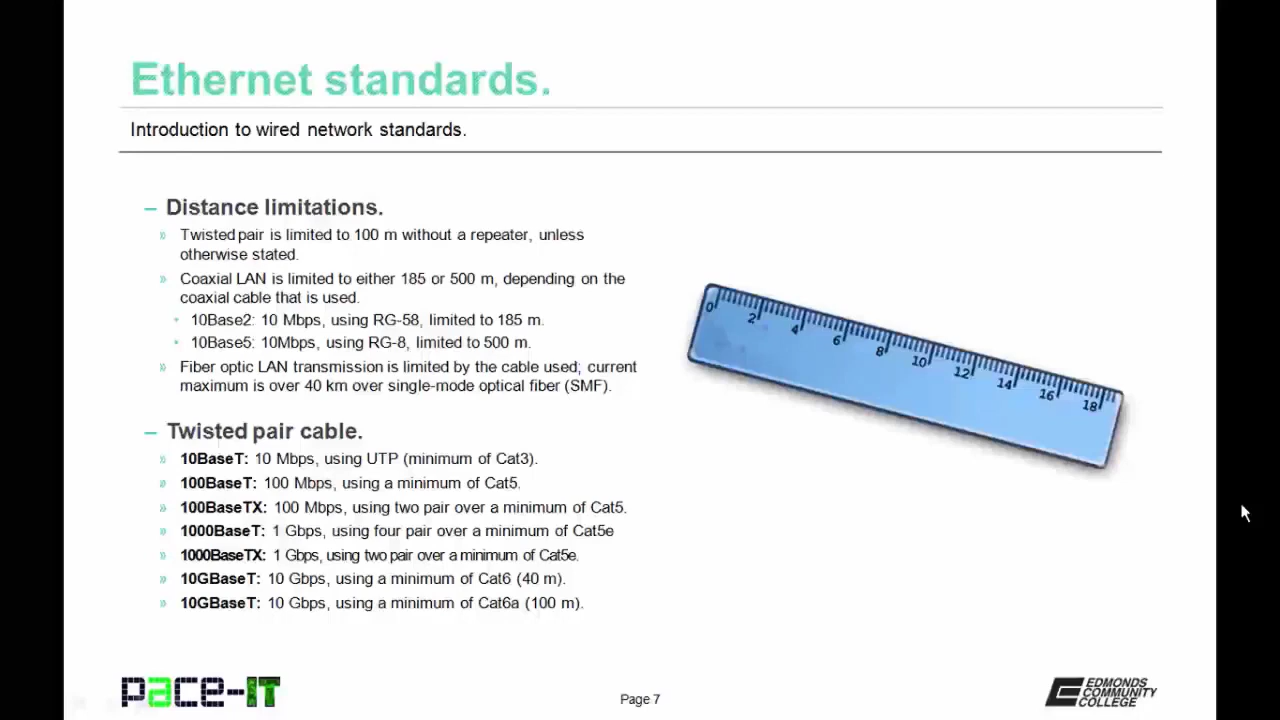 Ethernet standards.
Introduction to wired network standards.
– Distance limitations.
» Twisted pair is limited to 100 m without a repeater, unless
otherwise stated.
» Coaxial LAN is limited to either 185 or 500 m, depending on the
coaxial cable that is used.
• 10Base2: 10 Mbps, using RG-58, limited to 185 m.
• 10Base5: 10Mbps, using RG-8, limited to 500 m.
» Fiber optic LAN transmission is limited by the cable used; current
maximum is over 40 km over single-mode optical fiber (SMF).
– Twisted pair cable.
» 10BaseT: 10 Mbps, using UTP (minimum of Cat3).
» 100BaseT: 100 Mbps, using a minimum of Cat5.
» 100BaseTX: 100 Mbps, using two pair over a minimum of Cat5.
» 1000BaseT: 1 Gbps, using four pair over a minimum of Cat5e
» 1000BaseTX: 1 Gbps, using two pair over a minimum of Cat5e.
» 10GBaseT: 10 Gbps, using a minimum of Cat6 (40 m).
» 10GBaseT: 10 Gbps, using a minimum of Cat6a (100 m).
0 2 4 6 8 10 12 14 16 18
pace-IT
Page 7
EDMONDS
COMMUNITY
COLLEGE